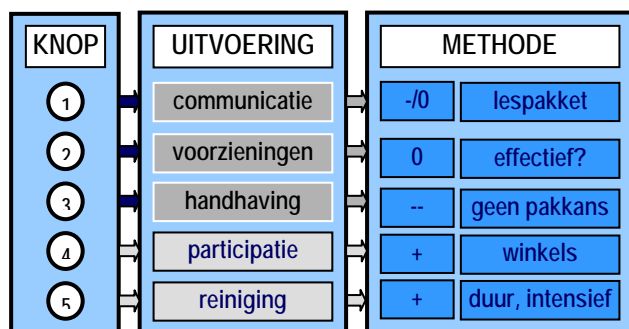 KNOP UITVOERING METHODE
1 communicatie -/0 lespakket
2 voorzieningen 0 effectief?
3 handhaving -- geen pakkans
4 participatie + winkels
5 reiniging + duur, intensief